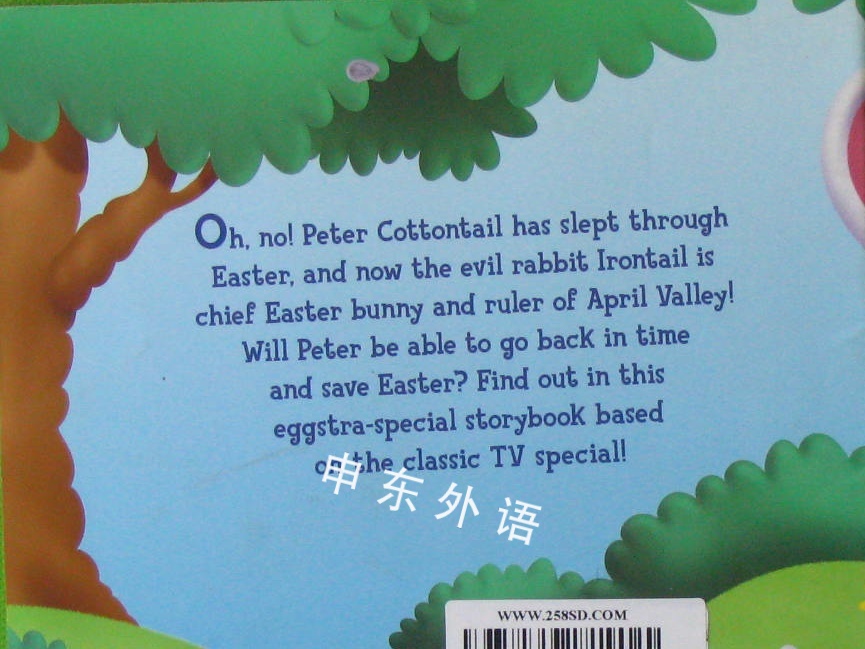 Oh, no! Peter Cottontail has slept through
Easter, and now the evil rabbit Irontail is
chief Easter bunny and ruler of April Valley!
Will Peter be able to go back in time
and save Easter? Find out in this
eggstra-special storybook based
on the classic TV special!
申东外语
WWW.258SD.COM